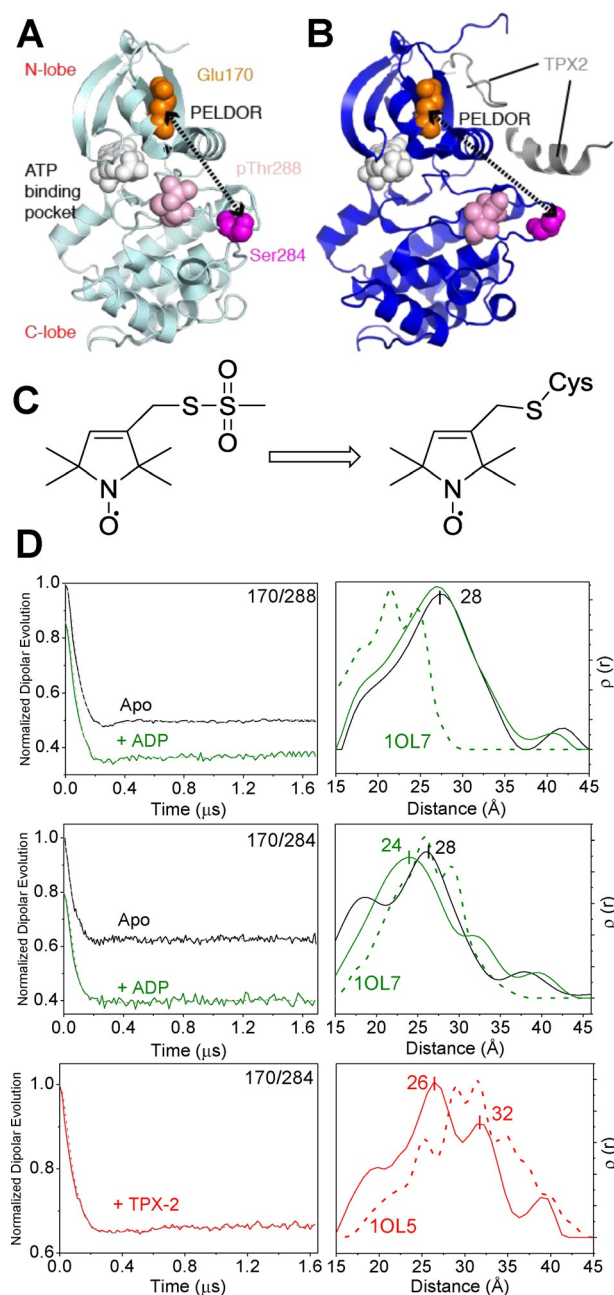 A
B
N-lobe
Glu170
TPX2
PELDOR
PELDOR
ATP
binding
pocket
pThr288
Ser284
C-lobe
C
S
S
O
O
N
O•
Cys
S
N
O•
D
Normalized Dipolar Evolution
1.0
0.8
0.6
0.4
170/288
Apo
+ ADP
0.0 0.4 0.8 1.2 1.6
Time (µs)
28
1OL7
15 20 25 30 35 40 45
Distance (Å)
ρ (r)
Normalized Dipolar Evolution
1.0
0.8
0.6
0.4
170/284
Apo
+ ADP
0.0 0.4 0.8 1.2 1.6
Time (µs)
24
28
1OL7
15 20 25 30 35 40 45
Distance (Å)
ρ (r)
Normalized Dipolar Evolution
1.0
0.8
0.6
170/284
+ TPX-2
0.0 0.4 0.8 1.2 1.6
Time (µs)
26
32
1OL5
15 20 25 30 35 40 45
Distance (Å)
ρ (r)